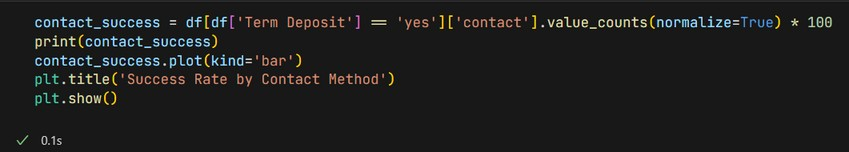 contact_success = df[df['Term Deposit'] == 'yes']['contact'].value_counts(normalize=True) * 100
print(contact_success)
contact_success.plot(kind='bar')
plt.title('Success Rate by Contact Method')
plt.show()
✓ 0.1s